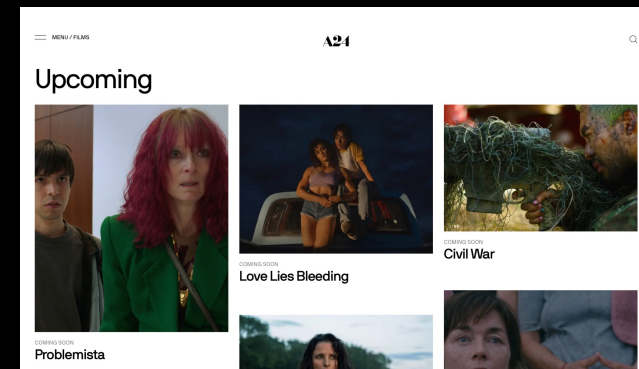 MENU / FILMS
A24
Upcoming
COMING SOON
Problemista
COMING SOON
Love Lies Bleeding
COMING SOON
Civil War